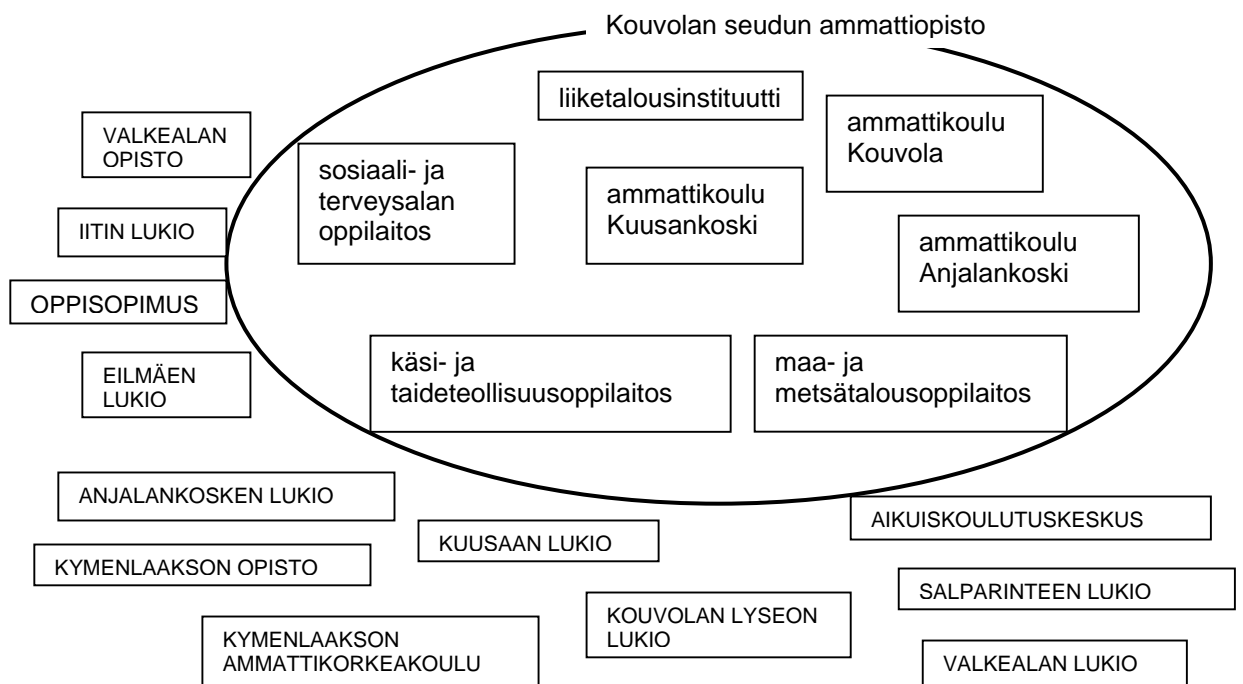 Kouvolan seudun ammattiopisto
liiketalousinstituutti
ammattikoulu
Kouvola
VALKEALAN
OPISTO
sosiaali- ja
terveysalan
oppilaitos
ammattikoulu
Kuusankoski
IITIN LUKIO
ammattikoulu
Anjalankoski
OPPISOPIMUS
EILMÄEN
LUKIO
käsi- ja
taideteollisuusoppilaitos
maa- ja
metsätalousoppilaitos
ANJALANKOSKEN LUKIO
AIKUISKOULUTUSKESKUS
KUUSAAN LUKIO
KYMENLAAKSON OPISTO
SALPARINTEEN LUKIO
KOUVOLAN LYSEON
LUKIO
KYMENLAAKSON
AMMATTIKORKEAKOULU
VALKEALAN LUKIO